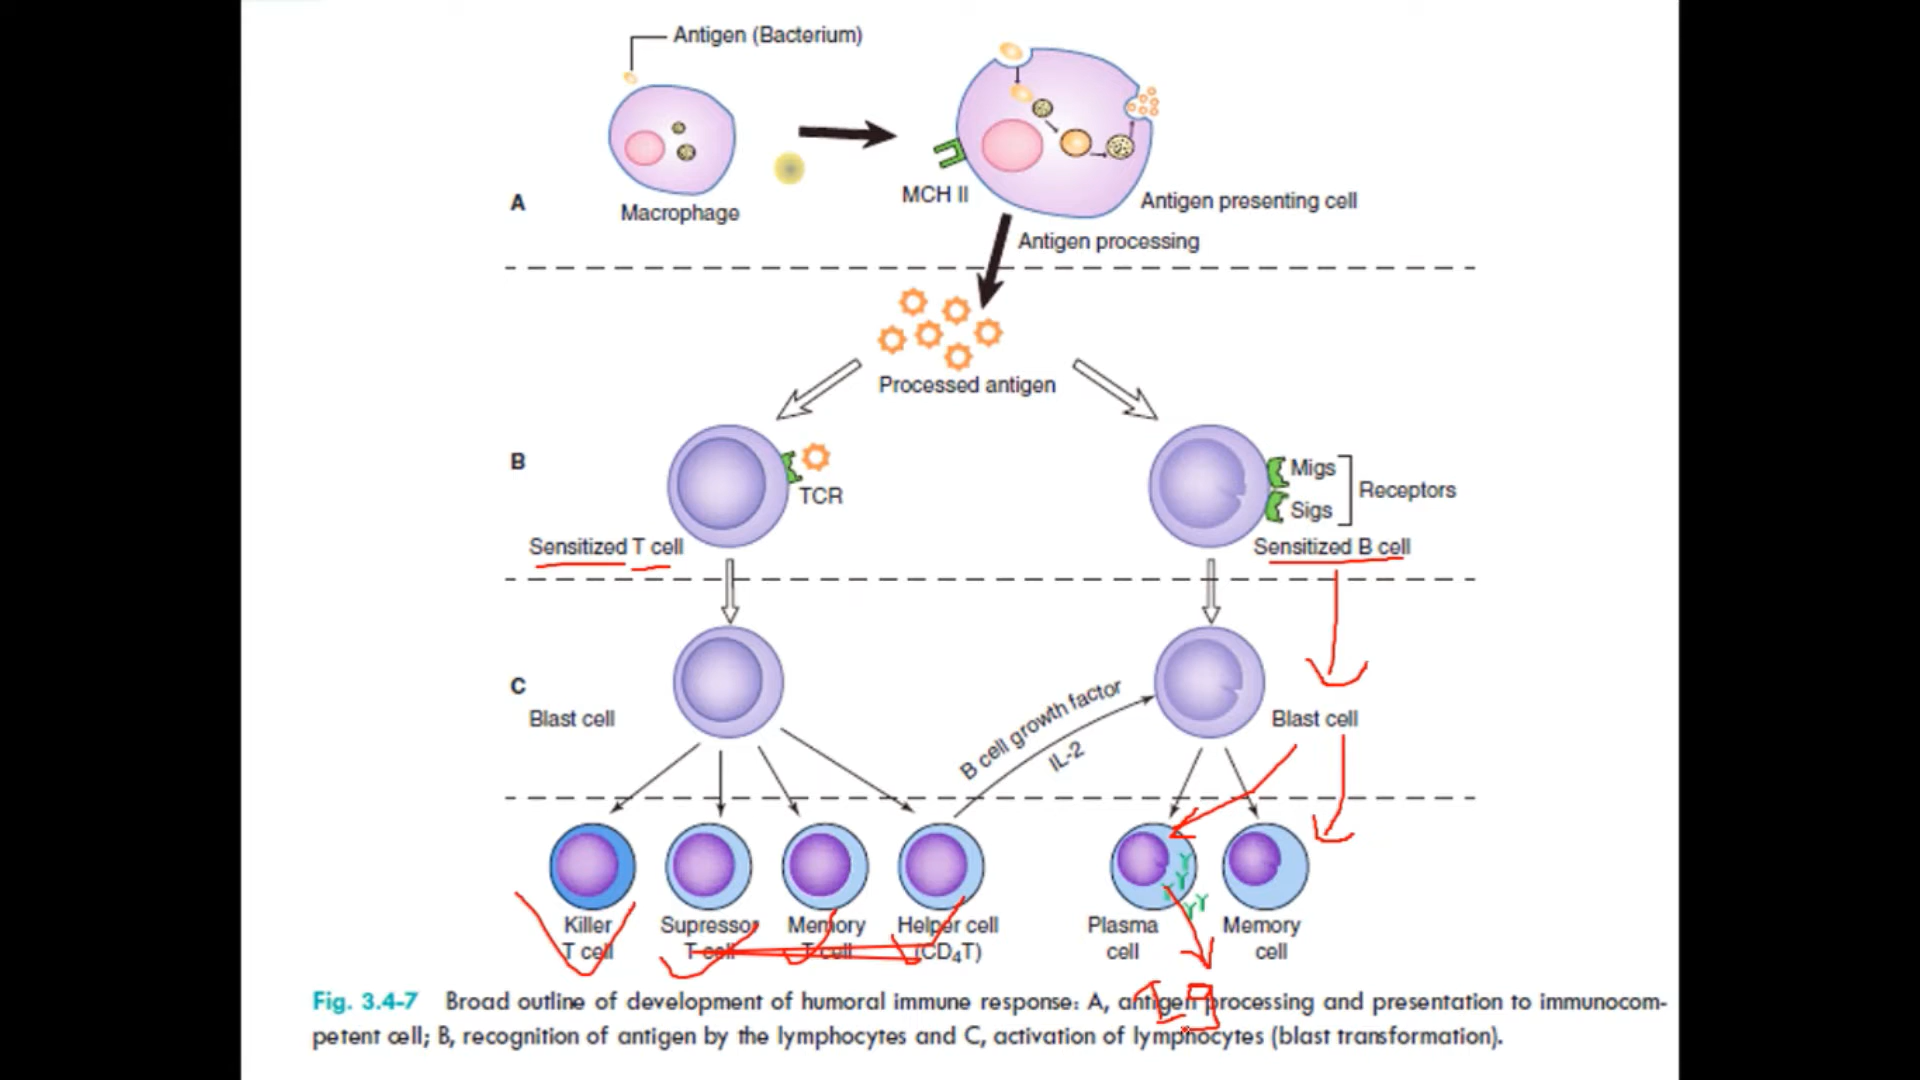 Antigen (Bacterium)
MCH II
A
Macrophage
Antigen presenting cell
Antigen processing
Processed antigen
B
TCR
Migs
Sigs
Receptors
Sensitized T cell
Sensitized B cell
C
Blast cell
B cell growth factor
IL-2
Blast cell
Killer
T cell
Supressor
T cell
Memory
T cell
Helper cell
(CD4T)
Plasma
cell
Memory
cell
Fig. 3.4-7 Broad outline of development of humoral immune response: A, antigen processing and presentation to immunocom-
petent cell; B, recognition of antigen by the lymphocytes and C, activation of lymphocytes (blast transformation).